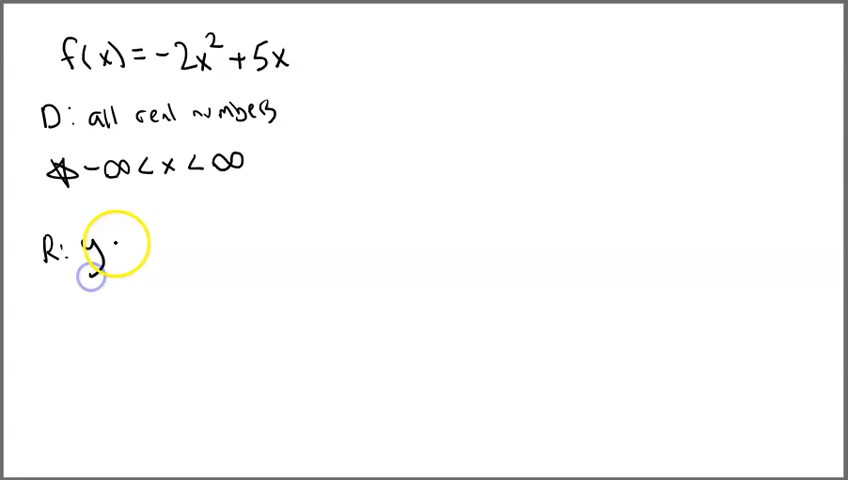 f(x) = -2x² + 5x
D: all real numbers
☆ -∞ < x < ∞
R: y